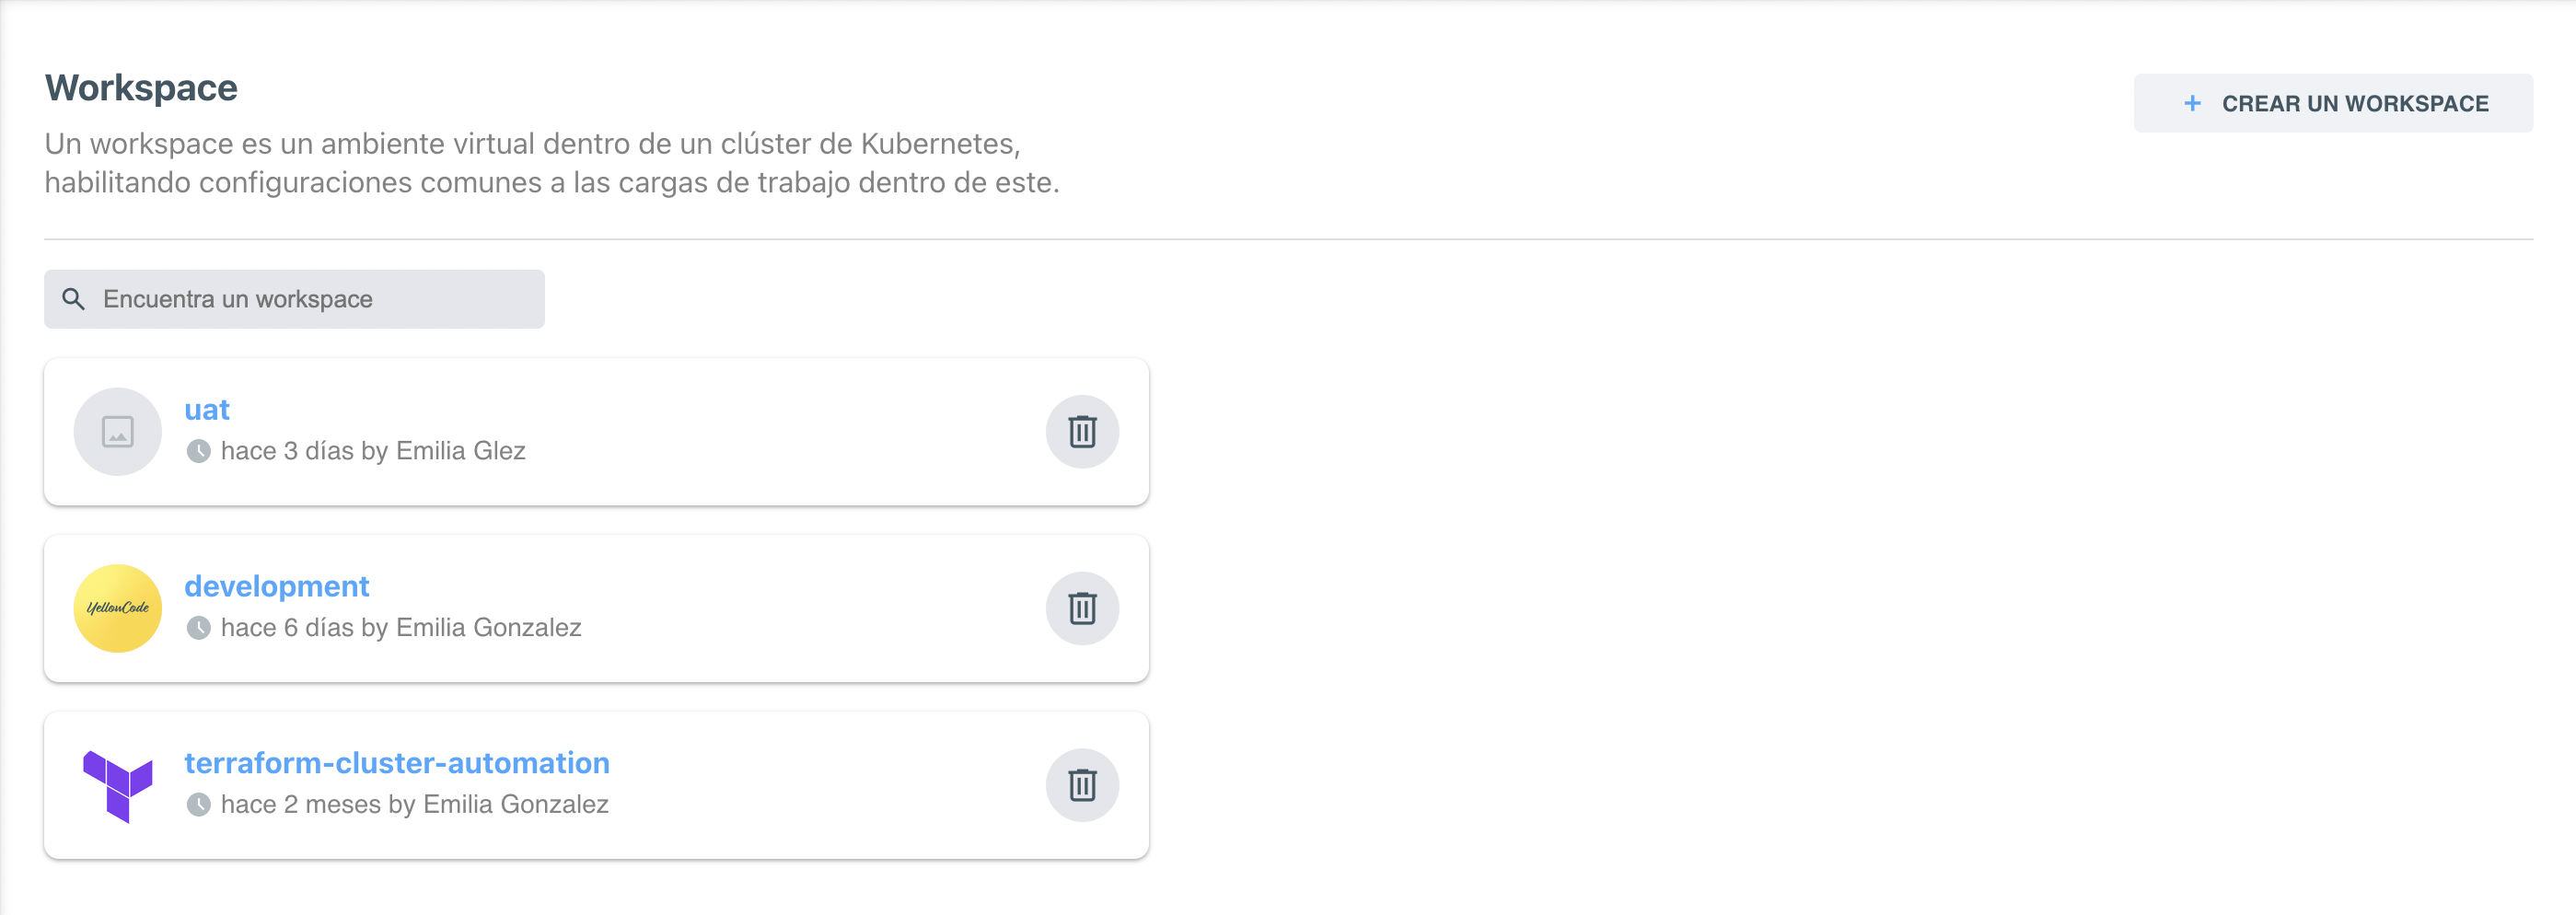 Workspace
+ CREAR UN WORKSPACE
Un workspace es un ambiente virtual dentro de un clúster de Kubernetes,
habilitando configuraciones comunes a las cargas de trabajo dentro de este.
Encuentra un workspace
uat
hace 3 días by Emilia Glez
YellowCode
development
hace 6 días by Emilia Gonzalez
terraform-cluster-automation
hace 2 meses by Emilia Gonzalez